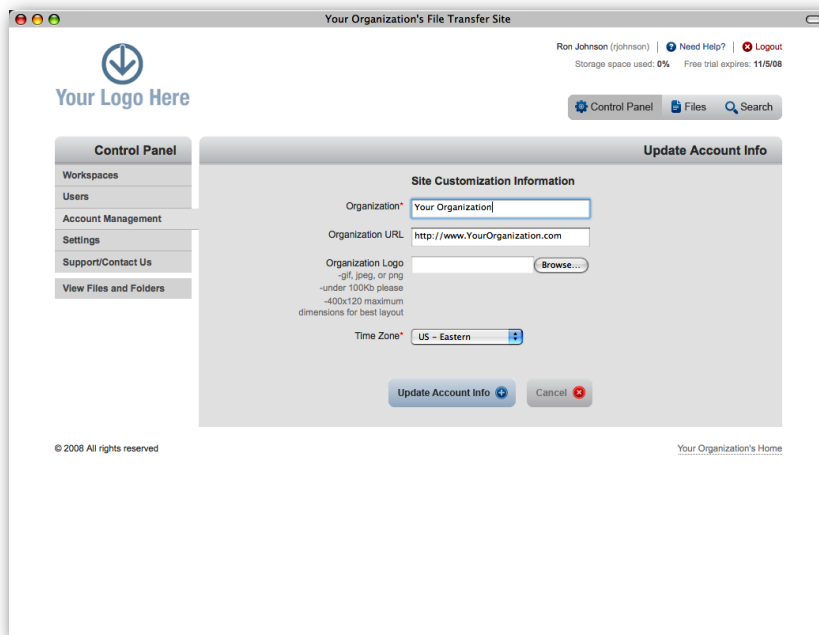 Your Organization's File Transfer Site
Ron Johnson (rjohnson) | Need Help? | Logout
Storage space used: 0% Free trial expires: 11/5/08
Your Logo Here
Control Panel Files Search
Control Panel
Workspaces
Users
Account Management
Settings
Support/Contact Us
View Files and Folders
Update Account Info
Site Customization Information
Organization* Your Organization
Organization URL http://www.YourOrganization.com
Organization Logo Browse...
-gif, jpeg, or png
-under 100Kb please
-400x120 maximum
dimensions for best layout
Time Zone* US - Eastern
Update Account Info Cancel
© 2008 All rights reserved
Your Organization's Home